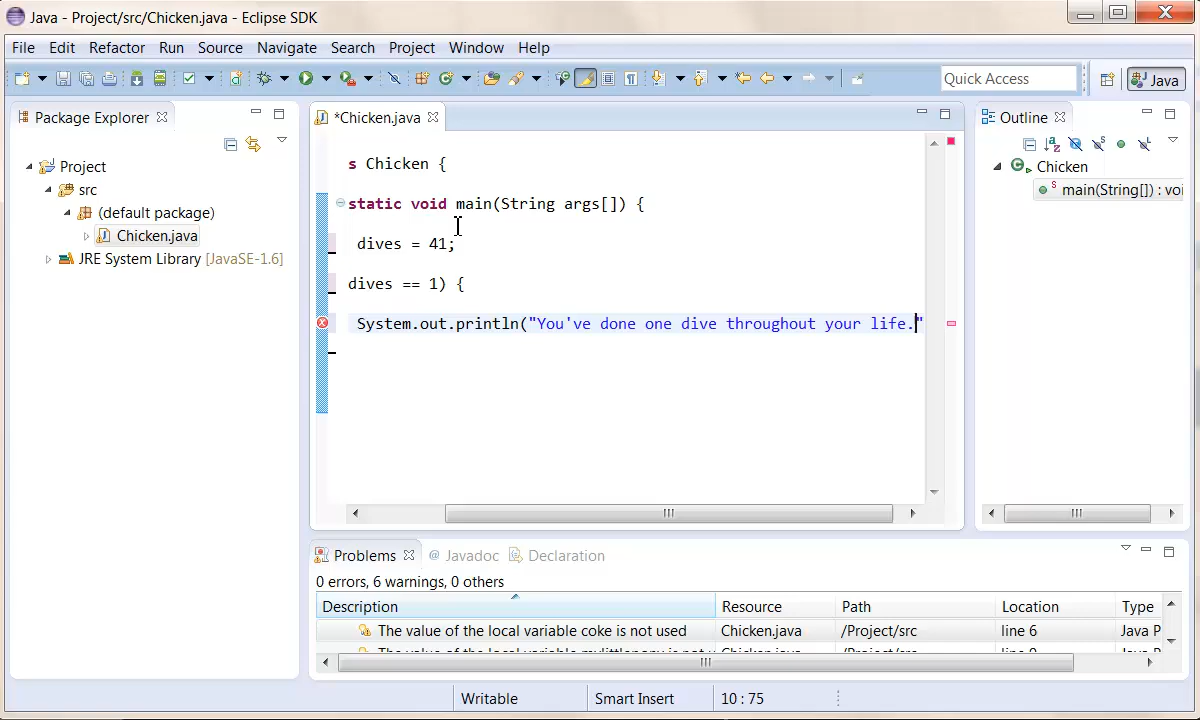 Java - Project/src/Chicken.java - Eclipse SDK
File Edit Refactor Run Source Navigate Search Project Window Help
Quick Access
Java
Package Explorer
Project
src
(default package)
Chicken.java
JRE System Library [JavaSE-1.6]
*Chicken.java
s Chicken {
static void main(String args[]) {
dives = 41;
dives == 1) {
System.out.println("You've done one dive throughout your life."
Outline
Chicken
main(String[]) : voi
Problems @ Javadoc Declaration
0 errors, 6 warnings, 0 others
Description Resource Path Location Type
The value of the local variable coke is not used Chicken.java /Project/src line 6 Java P
Writable Smart Insert 10 : 75